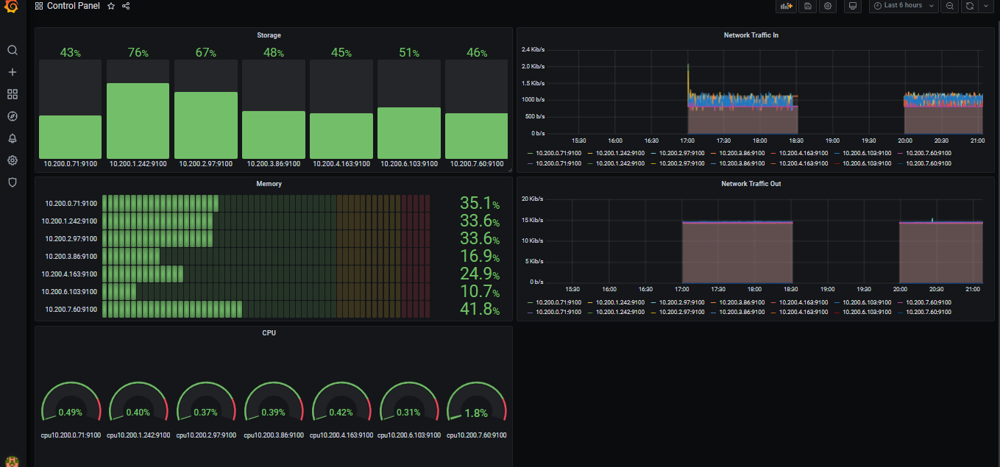 Control Panel
Last 6 hours
Storage
43% 76% 67% 48% 45% 51% 46%
10.200.0.71:9100 10.200.1.242:9100 10.200.2.97:9100 10.200.3.86:9100 10.200.4.163:9100 10.200.6.103:9100 10.200.7.60:9100
Network Traffic In
2.4 Kib/s
2.0 Kib/s
1.5 Kib/s
1000 b/s
500 b/s
0 b/s
15:30 16:00 16:30 17:00 17:30 18:00 18:30 19:00 19:30 20:00 20:30 21:00
10.200.0.71:9100 10.200.1.242:9100 10.200.2.97:9100 10.200.3.86:9100 10.200.4.163:9100 10.200.6.103:9100 10.200.7.60:9100
10.200.0.71:9100 10.200.1.242:9100 10.200.2.97:9100 10.200.3.86:9100 10.200.4.163:9100 10.200.6.103:9100 10.200.7.60:9100
Memory
10.200.0.71:9100 35.1%
10.200.1.242:9100 33.6%
10.200.2.97:9100 33.6%
10.200.3.86:9100 16.9%
10.200.4.163:9100 24.9%
10.200.6.103:9100 10.7%
10.200.7.60:9100 41.8%
Network Traffic Out
20 Kib/s
15 Kib/s
10 Kib/s
5 Kib/s
0 b/s
15:30 16:00 16:30 17:00 17:30 18:00 18:30 19:00 19:30 20:00 20:30 21:00
10.200.0.71:9100 10.200.1.242:9100 10.200.2.97:9100 10.200.3.86:9100 10.200.4.163:9100 10.200.6.103:9100 10.200.7.60:9100
10.200.0.71:9100 10.200.1.242:9100 10.200.2.97:9100 10.200.3.86:9100 10.200.4.163:9100 10.200.6.103:9100 10.200.7.60:9100
CPU
0.49% 0.40% 0.37% 0.39% 0.42% 0.31% 1.8%
cpu10.200.0.71:9100 cpu10.200.1.242:9100 cpu10.200.2.97:9100 cpu10.200.3.86:9100 cpu10.200.4.163:9100 cpu10.200.6.103:9100 cpu10.200.7.60:9100